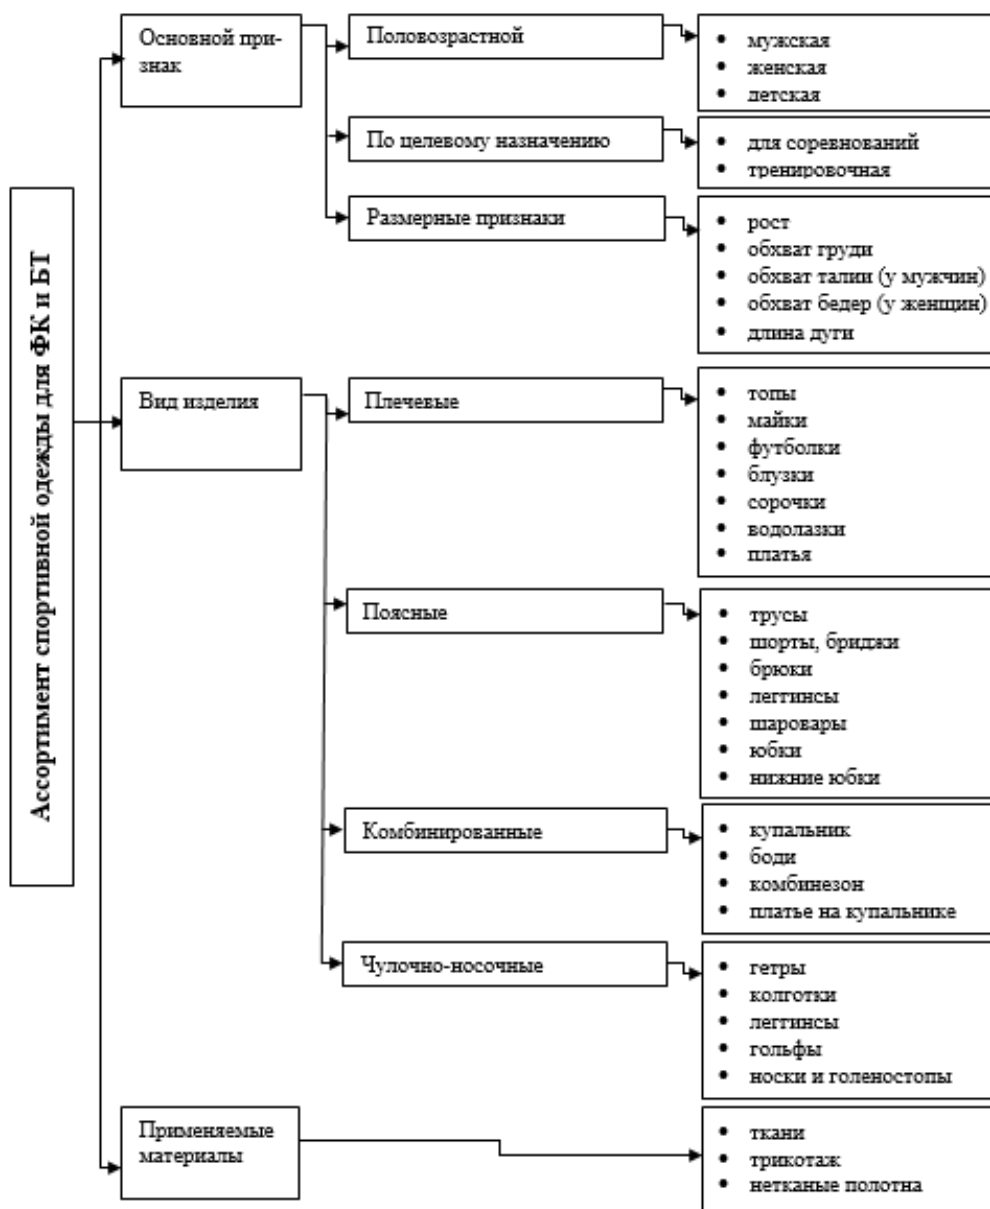 Ассортимент спортивной одежды для ФК и БТ
Основной при-
знак
Половозрастной
• мужская
• женская
• детская
По целевому назначению
• для соревнований
• тренировочная
Размерные признаки
• рост
• обхват груди
• обхват талии (у мужчин)
• обхват бедер (у женщин)
• длина дуги
Вид изделия
Плечевые
• топы
• майки
• футболки
• блузки
• сорочки
• водолазки
• платья
Поясные
• трусы
• шорты, бриджи
• брюки
• леггинсы
• шаровары
• юбки
• нижние юбки
Комбинированные
• купальник
• боди
• комбинезон
• платье на купальнике
Чулочно-носочные
• гетры
• колготки
• леггинсы
• гольфы
• носки и голеностопы
Применяемые
материалы
• ткани
• трикотаж
• нетканые полотна